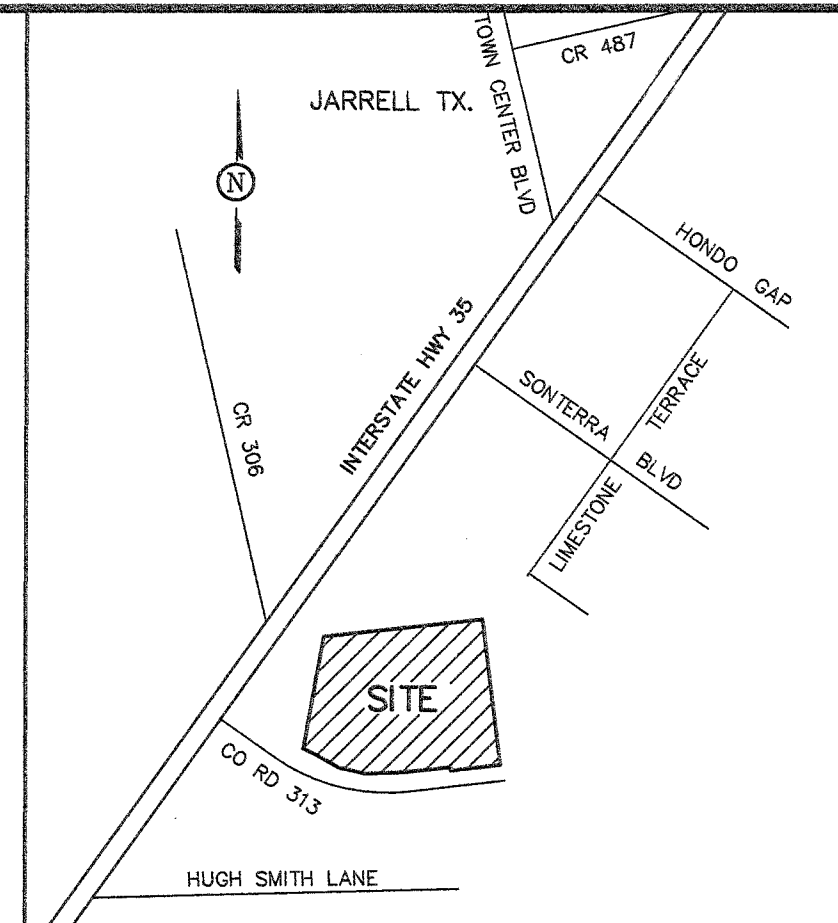 TOWN CENTER BLVD
CR 487
JARRELL TX.
N
HONDO GAP
INTERSTATE HWY 35
CR 306
SONTERRA BLVD
LIMESTONE TERRACE
SITE
CO RD 313
HUGH SMITH LANE